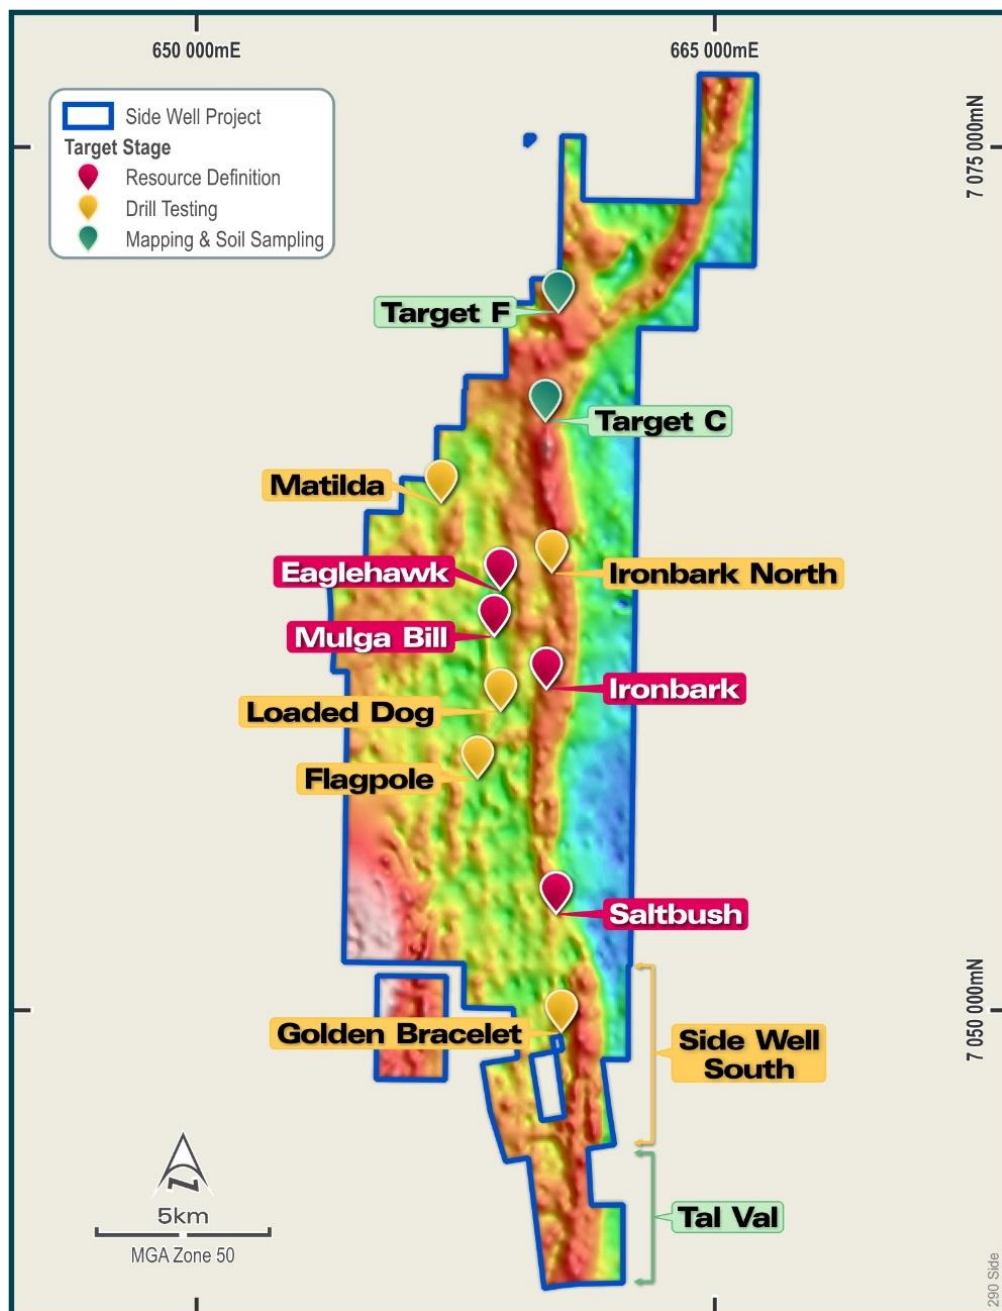 650 000mE
665 000mE
7 075 000mN
Side Well Project
Target Stage
Resource Definition
Drill Testing
Mapping & Soil Sampling
Target F
Target C
Matilda
Eaglehawk
Ironbark North
Mulga Bill
Ironbark
Loaded Dog
Flagpole
Saltbush
7 050 000mN
Golden Bracelet
Side Well
South
N
5km
MGA Zone 50
Tal Val
290 Side